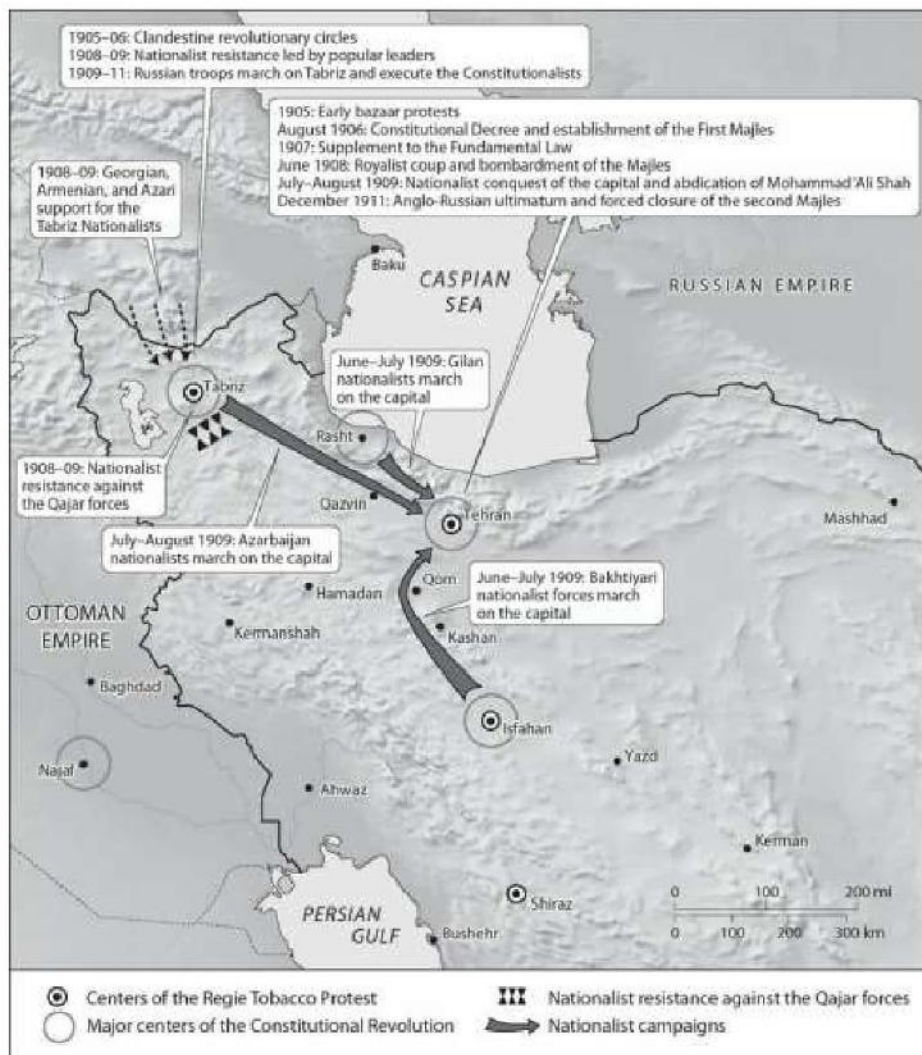 1905–06: Clandestine revolutionary circles
1908–09: Nationalist resistance led by popular leaders
1909–11: Russian troops march on Tabriz and execute the Constitutionalists
1905: Early bazaar protests
August 1906: Constitutional Decree and establishment of the First Majles
1907: Supplement to the Fundamental Law
June 1908: Royalist coup and bombardment of the Majles
July–August 1909: Nationalist conquest of the capital and abdication of Mohammad ʿAli Shah
December 1911: Anglo-Russian ultimatum and forced closure of the second Majles
1908–09: Georgian,
Armenian, and Azari
support for the
Tabriz Nationalists
Baku
CASPIAN
SEA
RUSSIAN EMPIRE
June–July 1909: Gilan
nationalists march
on the capital
Tabriz
Rasht
1908–09: Nationalist
resistance against
the Qajar forces
Qazvin
Tehran
Mashhad
July–August 1909: Azarbaijan
nationalists march on the capital
Hamadan
Qom
June–July 1909: Bakhtiyari
nationalist forces march
on the capital
OTTOMAN
EMPIRE
Kermanshah
Kashan
Baghdad
Isfahan
Najaf
Yazd
Ahwaz
Kerman
PERSIAN
GULF
Shiraz
Bushehr
0 100 200 mi
0 100 200 300 km
Centers of the Regie Tobacco Protest
Major centers of the Constitutional Revolution
Nationalist resistance against the Qajar forces
Nationalist campaigns